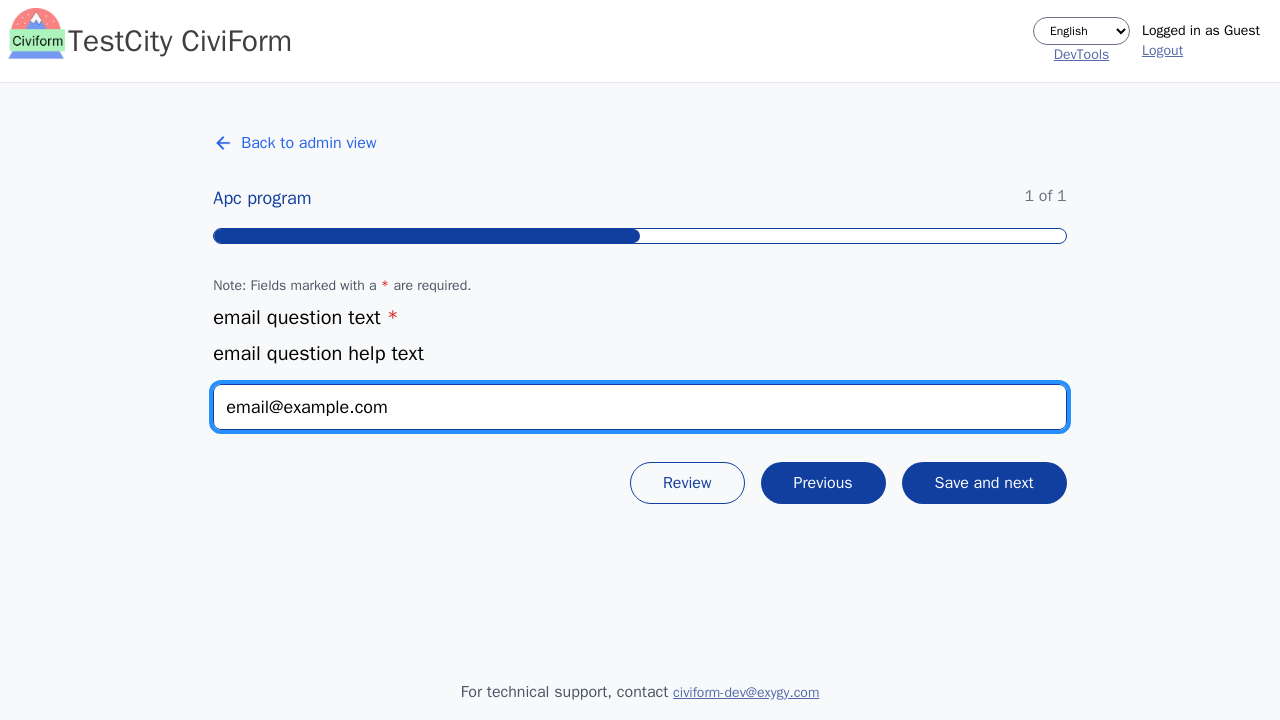 Civiform
TestCity CiviForm
English
DevTools
Logged in as Guest
Logout
Back to admin view
Apc program
1 of 1
Note: Fields marked with a * are required.
email question text *
email question help text
email@example.com
Review
Previous
Save and next
For technical support, contact civiform-dev@exygy.com